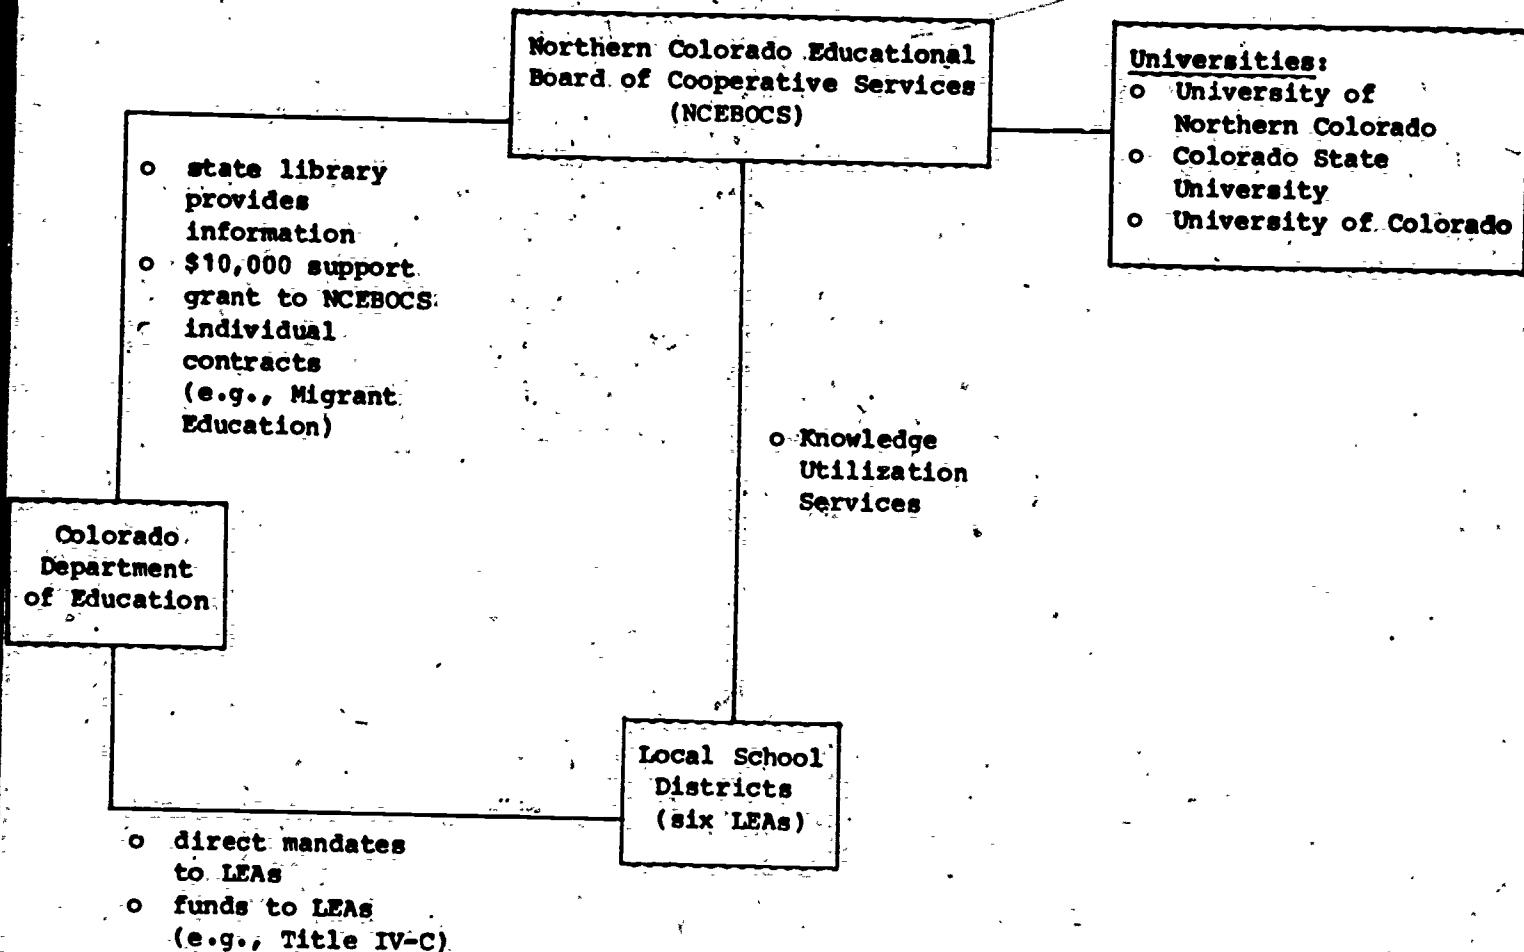 Northern Colorado Educational
Board of Cooperative Services
(NCEBOCS)
Universities:
o University of
Northern Colorado
o Colorado State
University
o University of Colorado
o state library
provides
information
o $10,000 support
grant to NCEBOCS
individual
contracts
(e.g., Migrant
Education)
o Knowledge
Utilization
Services
Colorado
Department
of Education
Local School
Districts
(six LEAs)
o direct mandates
to LEAs
o funds to LEAs
(e.g., Title IV-C)